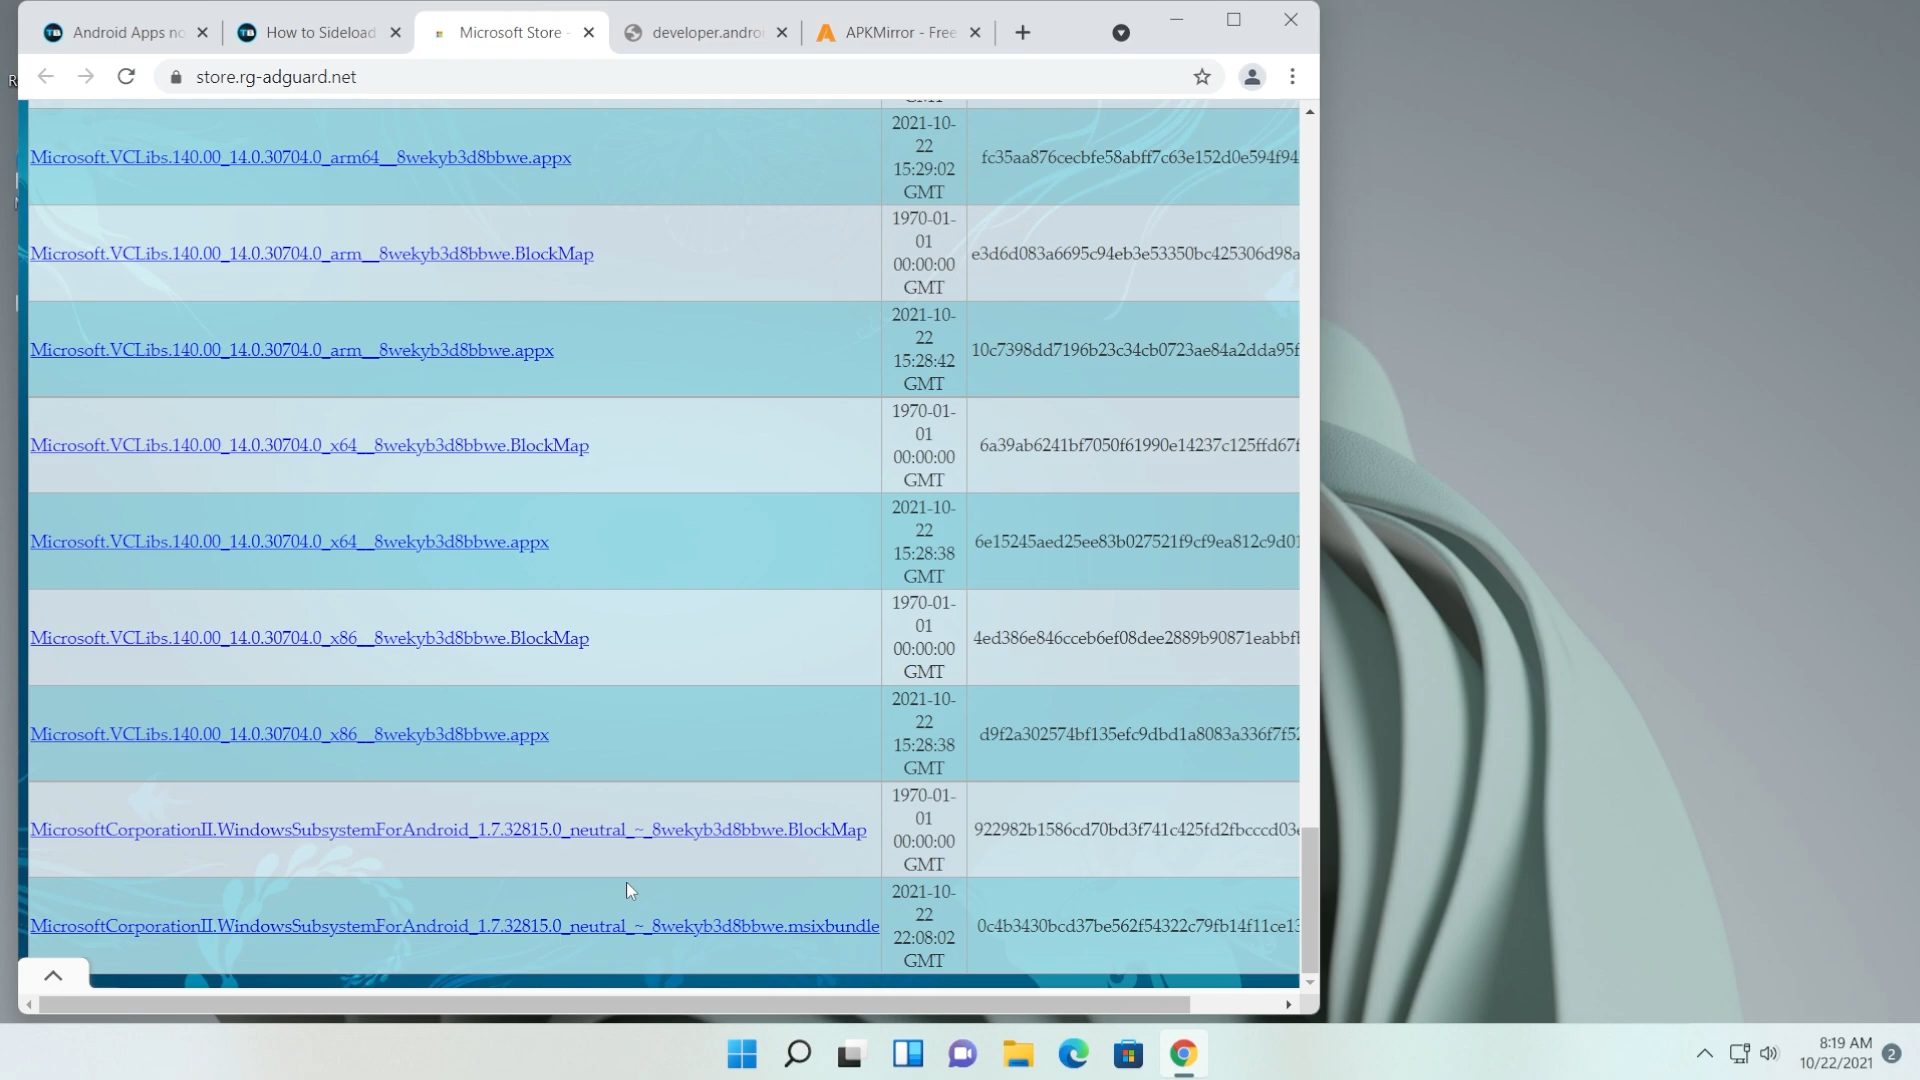 Android Apps no
How to Sideload
Microsoft Store -
developer.androi
APKMirror - Free
store.rg-adguard.net
GMT
Microsoft.VCLibs.140.00_14.0.30704.0_arm64__8wekyb3d8bbwe.appx
2021-10-
22
15:29:02
GMT
fc35aa876cecbfe58abff7c63e152d0e594f94
Microsoft.VCLibs.140.00_14.0.30704.0_arm__8wekyb3d8bbwe.BlockMap
1970-01-
01
00:00:00
GMT
e3d6d083a6695c94eb3e53350bc425306d98a
Microsoft.VCLibs.140.00_14.0.30704.0_arm__8wekyb3d8bbwe.appx
2021-10-
22
15:28:42
GMT
10c7398dd7196b23c34cb0723ae84a2dda95f
Microsoft.VCLibs.140.00_14.0.30704.0_x64__8wekyb3d8bbwe.BlockMap
1970-01-
01
00:00:00
GMT
6a39ab6241bf7050f61990e14237c125ffd67f
Microsoft.VCLibs.140.00_14.0.30704.0_x64__8wekyb3d8bbwe.appx
2021-10-
22
15:28:38
GMT
6e15245aed25ee83b027521f9cf9ea812c9d01
Microsoft.VCLibs.140.00_14.0.30704.0_x86__8wekyb3d8bbwe.BlockMap
1970-01-
01
00:00:00
GMT
4ed386e846cceb6ef08dee2889b90871eabbfl
Microsoft.VCLibs.140.00_14.0.30704.0_x86__8wekyb3d8bbwe.appx
2021-10-
22
15:28:38
GMT
d9f2a302574bf135efc9dbd1a8083a336f7f52
MicrosoftCorporationII.WindowsSubsystemForAndroid_1.7.32815.0_neutral_~_8wekyb3d8bbwe.BlockMap
1970-01-
01
00:00:00
GMT
922982b1586cd70bd3f741c425fd2fbcccd03e
MicrosoftCorporationII.WindowsSubsystemForAndroid_1.7.32815.0_neutral_~_8wekyb3d8bbwe.msixbundle
2021-10-
22
22:08:02
GMT
0c4b3430bcd37be562f54322c79fb14f11ce13
8:19 AM
10/22/2021
2